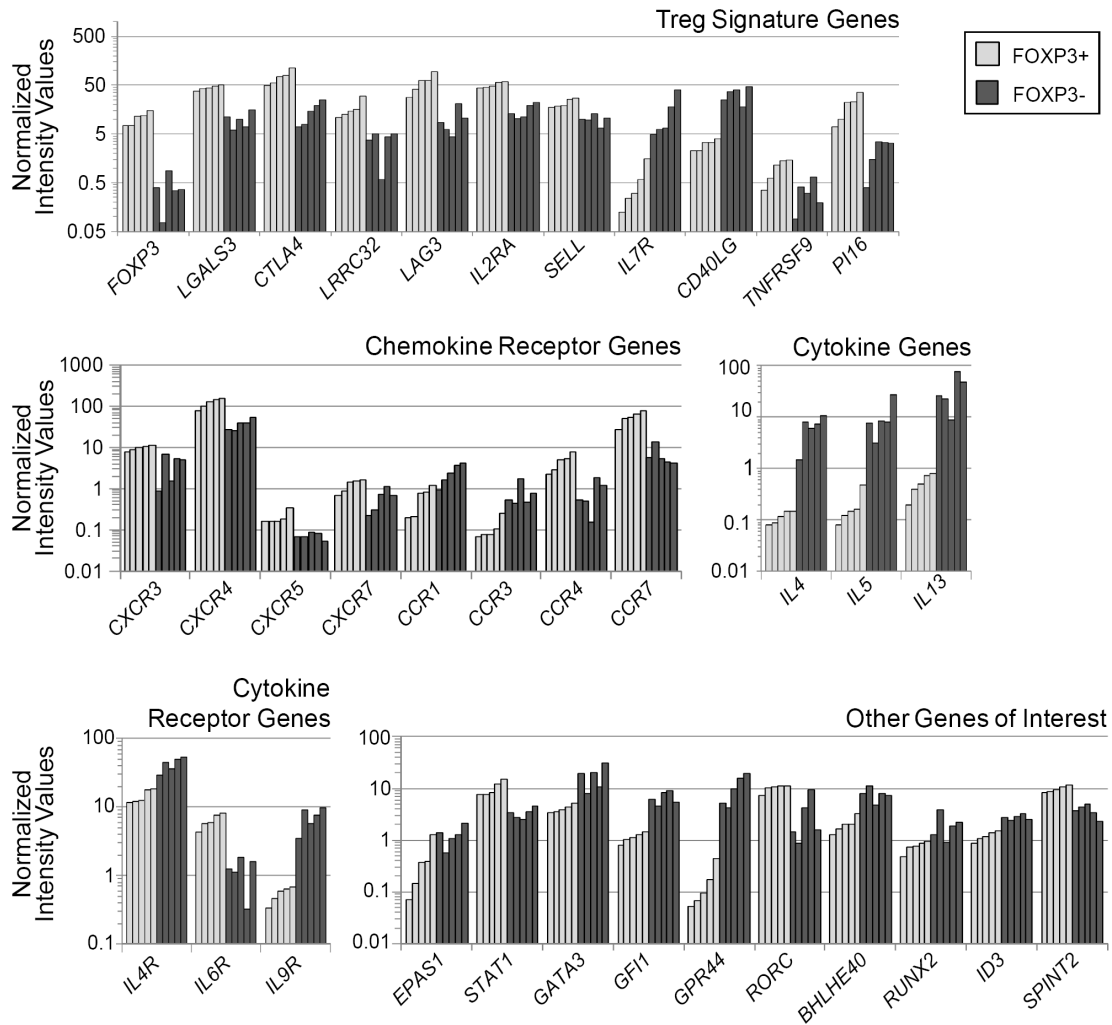 Treg Signature Genes
Normalized
Intensity Values
500
50
5
0.5
0.05
FOXP3
LGALS3
CTLA4
LRRC32
LAG3
IL2RA
SELL
IL7R
CD40LG
TNFRSF9
PI16
FOXP3+
FOXP3-
Chemokine Receptor Genes
Normalized
Intensity Values
1000
100
10
1
0.1
0.01
CXCR3
CXCR4
CXCR5
CXCR7
CCR1
CCR3
CCR4
CCR7
Cytokine Genes
100
10
1
0.1
0.01
IL4
IL5
IL13
Cytokine
Receptor Genes
Normalized
Intensity Values
100
10
1
0.1
IL4R
IL6R
IL9R
Other Genes of Interest
100
10
1
0.1
0.01
EPAS1
STAT1
GATA3
GFI1
GPR44
RORC
BHLHE40
RUNX2
ID3
SPINT2